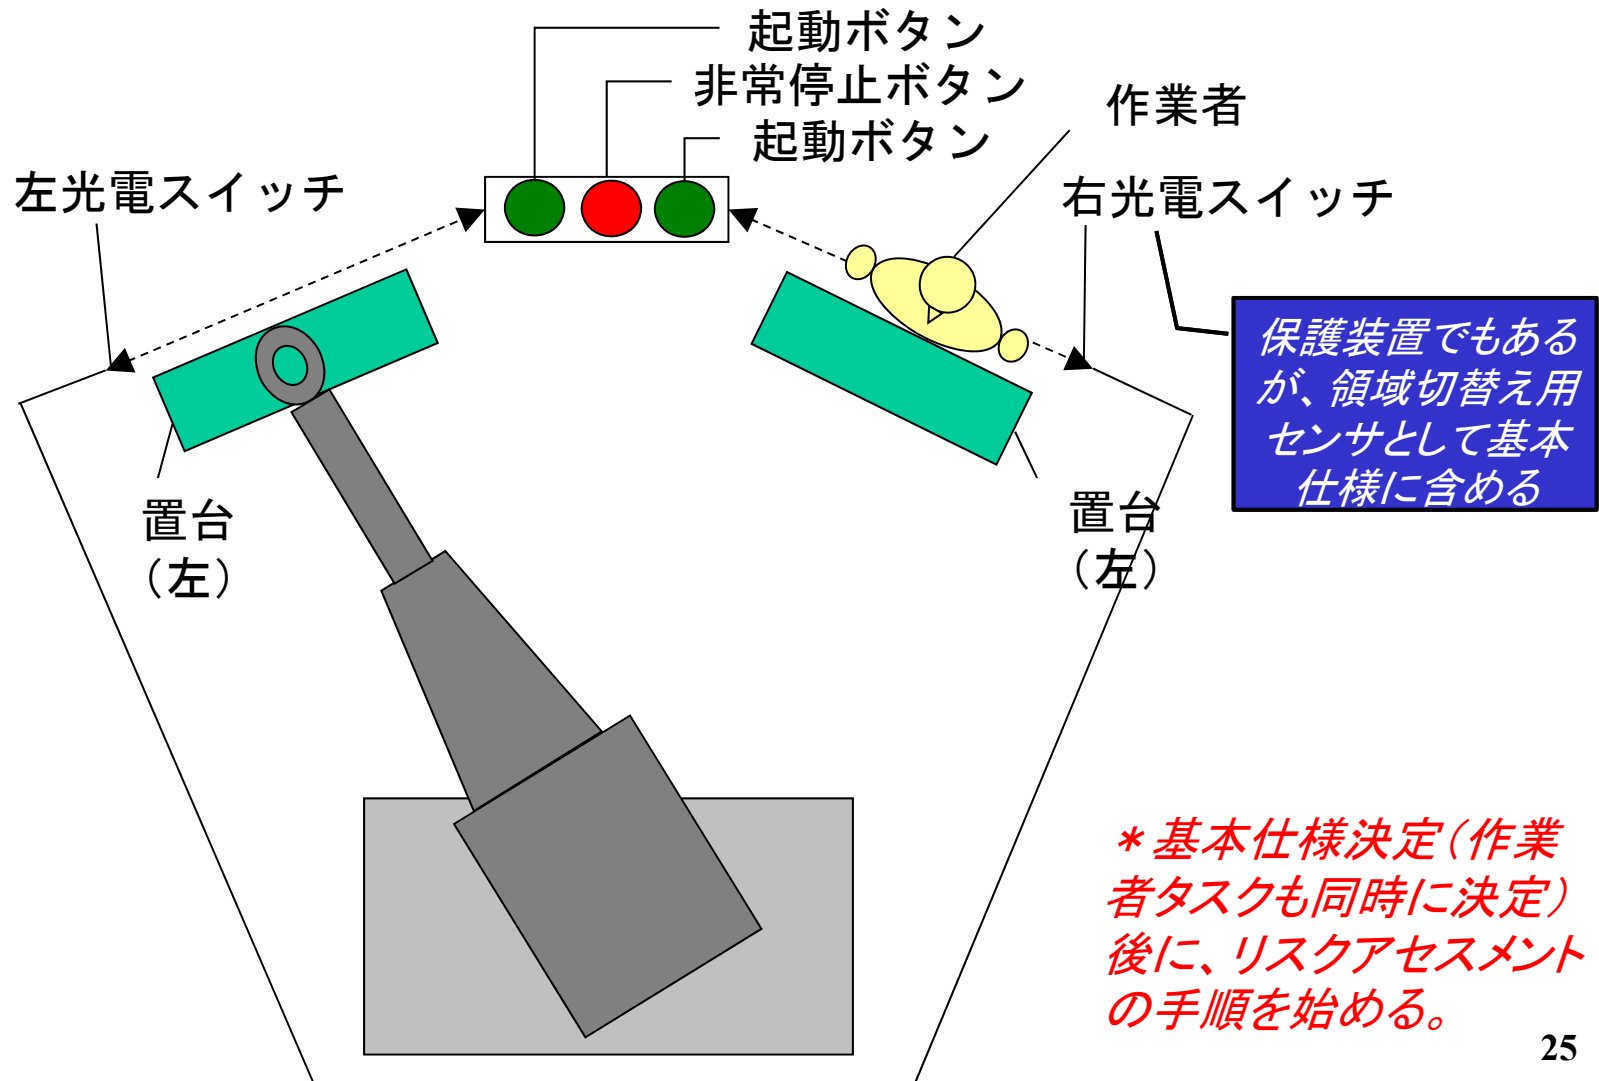 起動ボタン
非常停止ボタン
起動ボタン
作業者
左光電スイッチ
右光電スイッチ
保護装置でもある
が、領域切替え用
センサとして基本
仕様に含める
置台
（左）
置台
（左）
＊基本仕様決定（作業
者タスクも同時に決定）
後に、リスクアセスメント
の手順を始める。
25